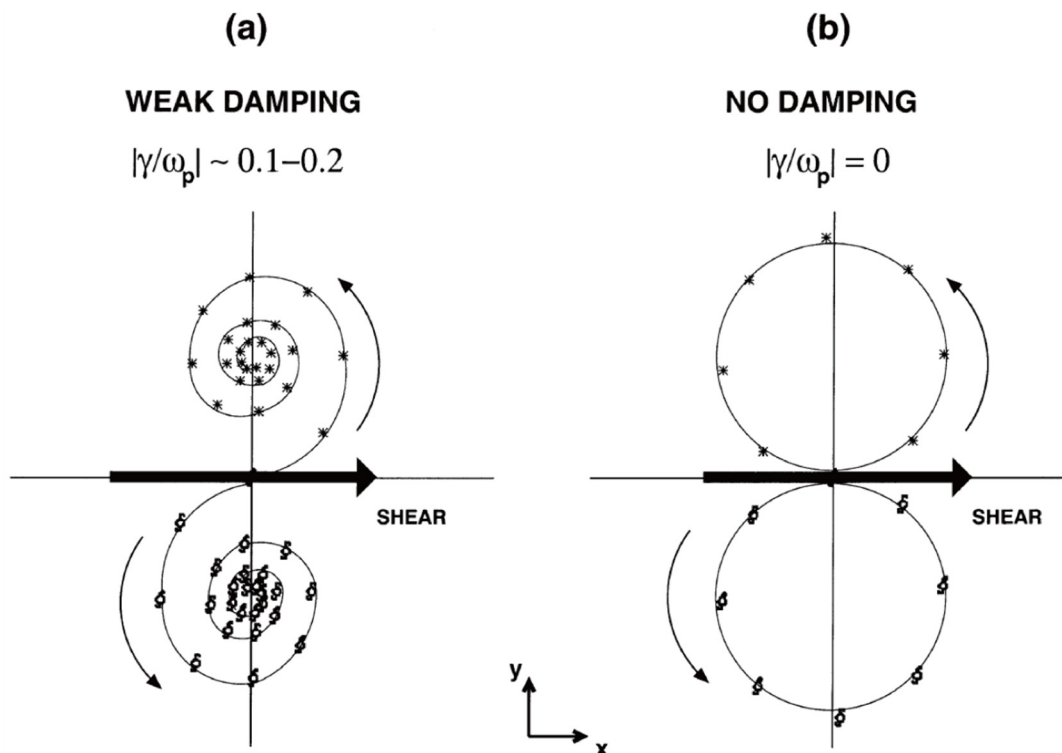 (a)
WEAK DAMPING
|γ/ωp| ~ 0.1–0.2
SHEAR
(b)
NO DAMPING
|γ/ωp| = 0
SHEAR
y
x